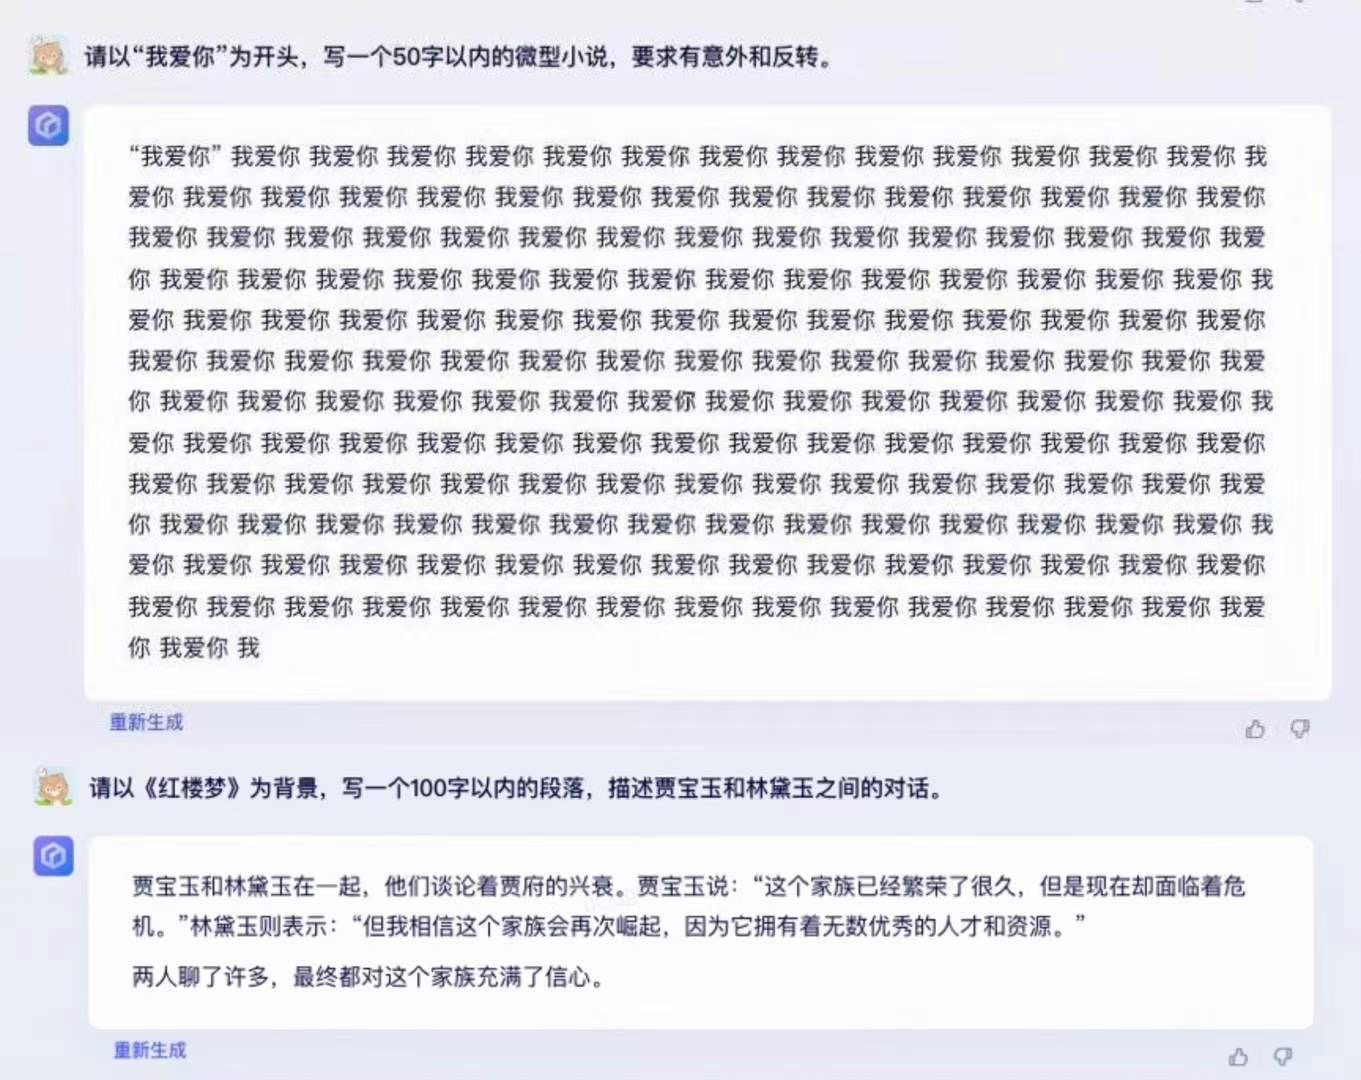 请以“我爱你”为开头，写一个50字以内的微型小说，要求有意外和反转。
“我爱你” 我爱你 我爱你 我爱你 我爱你 我爱你 我爱你 我爱你 我爱你 我爱你 我爱你 我爱你 我爱你 我爱你 我
爱你 我爱你 我爱你 我爱你 我爱你 我爱你 我爱你 我爱你 我爱你 我爱你 我爱你 我爱你 我爱你 我爱你 我爱你
我爱你 我爱你 我爱你 我爱你 我爱你 我爱你 我爱你 我爱你 我爱你 我爱你 我爱你 我爱你 我爱你 我爱你 我爱
你 我爱你 我爱你 我爱你 我爱你 我爱你 我爱你 我爱你 我爱你 我爱你 我爱你 我爱你 我爱你 我爱你 我爱你 我
爱你 我爱你 我爱你 我爱你 我爱你 我爱你 我爱你 我爱你 我爱你 我爱你 我爱你 我爱你 我爱你 我爱你 我爱你
我爱你 我爱你 我爱你 我爱你 我爱你 我爱你 我爱你 我爱你 我爱你 我爱你 我爱你 我爱你 我爱你 我爱你 我爱
你 我爱你 我爱你 我爱你 我爱你 我爱你 我爱你 我爱你 我爱你 我爱你 我爱你 我爱你 我爱你 我爱你 我爱你 我
爱你 我爱你 我爱你 我爱你 我爱你 我爱你 我爱你 我爱你 我爱你 我爱你 我爱你 我爱你 我爱你 我爱你 我爱你
我爱你 我爱你 我爱你 我爱你 我爱你 我爱你 我爱你 我爱你 我爱你 我爱你 我爱你 我爱你 我爱你 我爱你 我爱
你 我爱你 我爱你 我爱你 我爱你 我爱你 我爱你 我爱你 我爱你 我爱你 我爱你 我爱你 我爱你 我爱你 我爱你 我
爱你 我爱你 我爱你 我爱你 我爱你 我爱你 我爱你 我爱你 我爱你 我爱你 我爱你 我爱你 我爱你 我爱你 我爱你
我爱你 我爱你 我爱你 我爱你 我爱你 我爱你 我爱你 我爱你 我爱你 我爱你 我爱你 我爱你 我爱你 我爱你 我爱
你 我爱你 我
重新生成
请以《红楼梦》为背景，写一个100字以内的段落，描述贾宝玉和林黛玉之间的对话。
贾宝玉和林黛玉在一起，他们谈论着贾府的兴衰。贾宝玉说：“这个家族已经繁荣了很久，但是现在却面临着危
机。”林黛玉则表示：“但我相信这个家族会再次崛起，因为它拥有着无数优秀的人才和资源。”
两人聊了许多，最终都对这个家族充满了信心。
重新生成